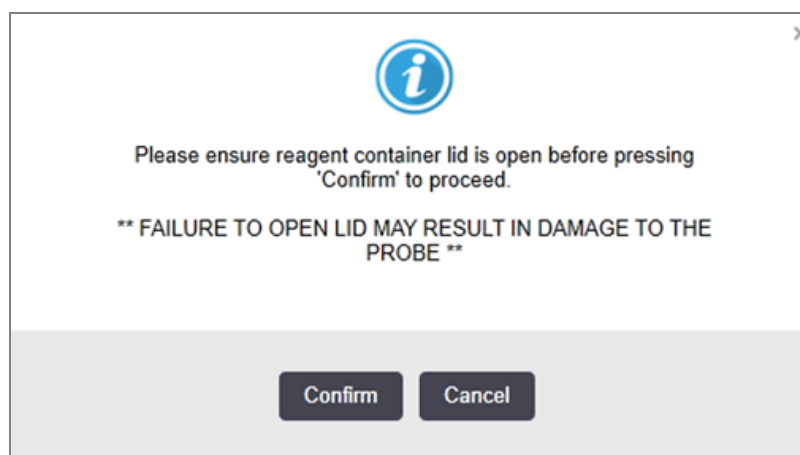 Please ensure reagent container lid is open before pressing
'Confirm' to proceed.
** FAILURE TO OPEN LID MAY RESULT IN DAMAGE TO THE
PROBE **
Confirm Cancel